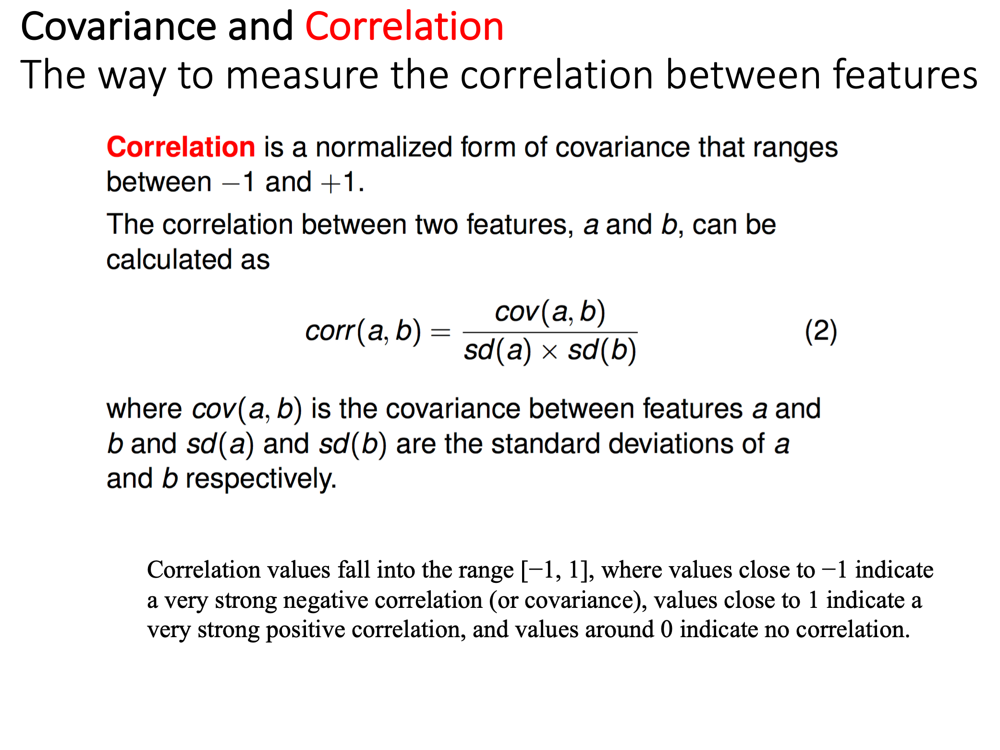 Covariance and Correlation
The way to measure the correlation between features
Correlation is a normalized form of covariance that ranges
between −1 and +1.
The correlation between two features, a and b, can be
calculated as
corr(a, b) = cov(a, b) / sd(a) × sd(b) (2)
where cov(a, b) is the covariance between features a and
b and sd(a) and sd(b) are the standard deviations of a
and b respectively.
Correlation values fall into the range [−1, 1], where values close to −1 indicate
a very strong negative correlation (or covariance), values close to 1 indicate a
very strong positive correlation, and values around 0 indicate no correlation.